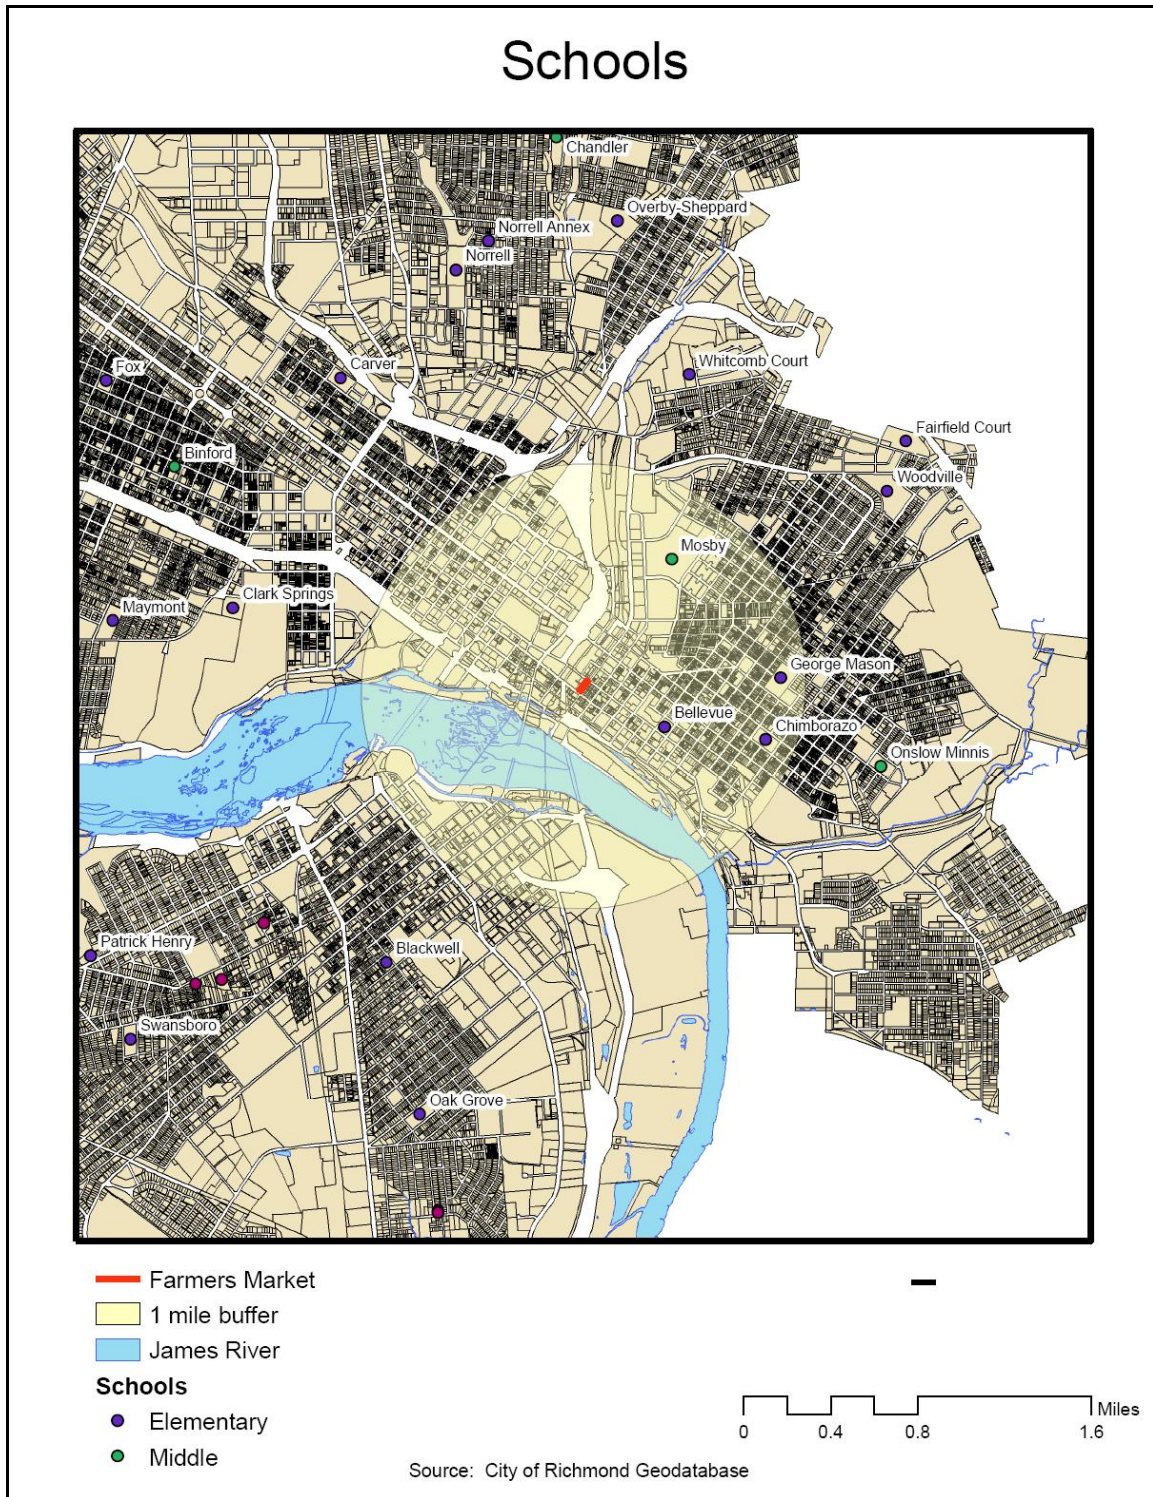 Schools
Chandler
Overby-Sheppard
Norrell Annex
Norrell
Whitcomb Court
Carver
Fox
Fairfield Court
Binford
Woodville
Mosby
Clark Springs
Maymont
George Mason
Bellevue
Chimborazo
Onslow Minnis
Patrick Henry
Blackwell
Swansboro
Oak Grove
Farmers Market
1 mile buffer
James River
Schools
Elementary
Middle
Miles
0 0.4 0.8 1.6
Source: City of Richmond Geodatabase